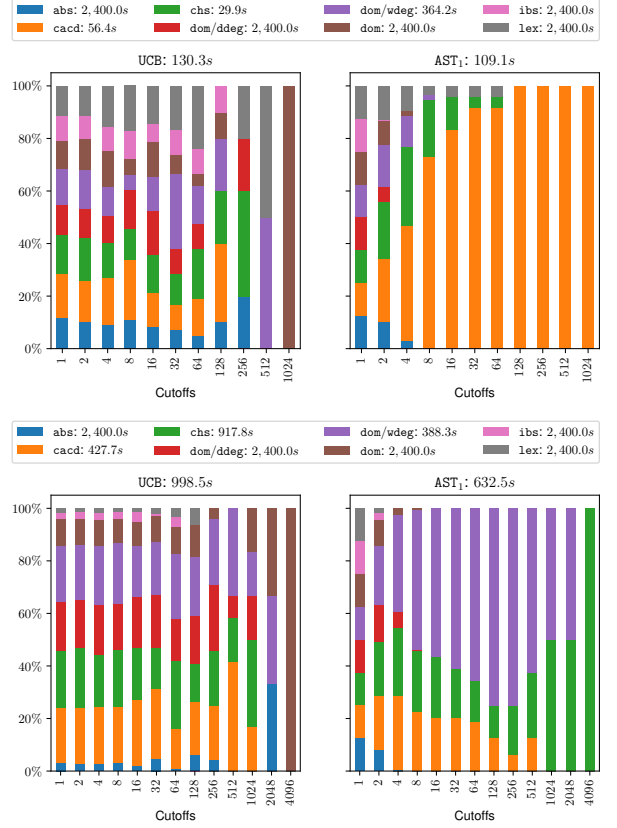 abs: 2,400.0s chs: 29.9s dom/wdeg: 364.2s ibs: 2,400.0s
cacd: 56.4s dom/ddeg: 2,400.0s dom: 2,400.0s lex: 2,400.0s
UCB: 130.3s AST₁: 109.1s
100%
80%
60%
40%
20%
0%
1 2 4 8 16 32 64 128 256 512 1024
1 2 4 8 16 32 64 128 256 512 1024
Cutoffs Cutoffs
abs: 2,400.0s chs: 917.8s dom/wdeg: 388.3s ibs: 2,400.0s
cacd: 427.7s dom/ddeg: 2,400.0s dom: 2,400.0s lex: 2,400.0s
UCB: 998.5s AST₁: 632.5s
100%
80%
60%
40%
20%
0%
1 2 4 8 16 32 64 128 256 512 1024 2048 4096
1 2 4 8 16 32 64 128 256 512 1024 2048 4096
Cutoffs Cutoffs